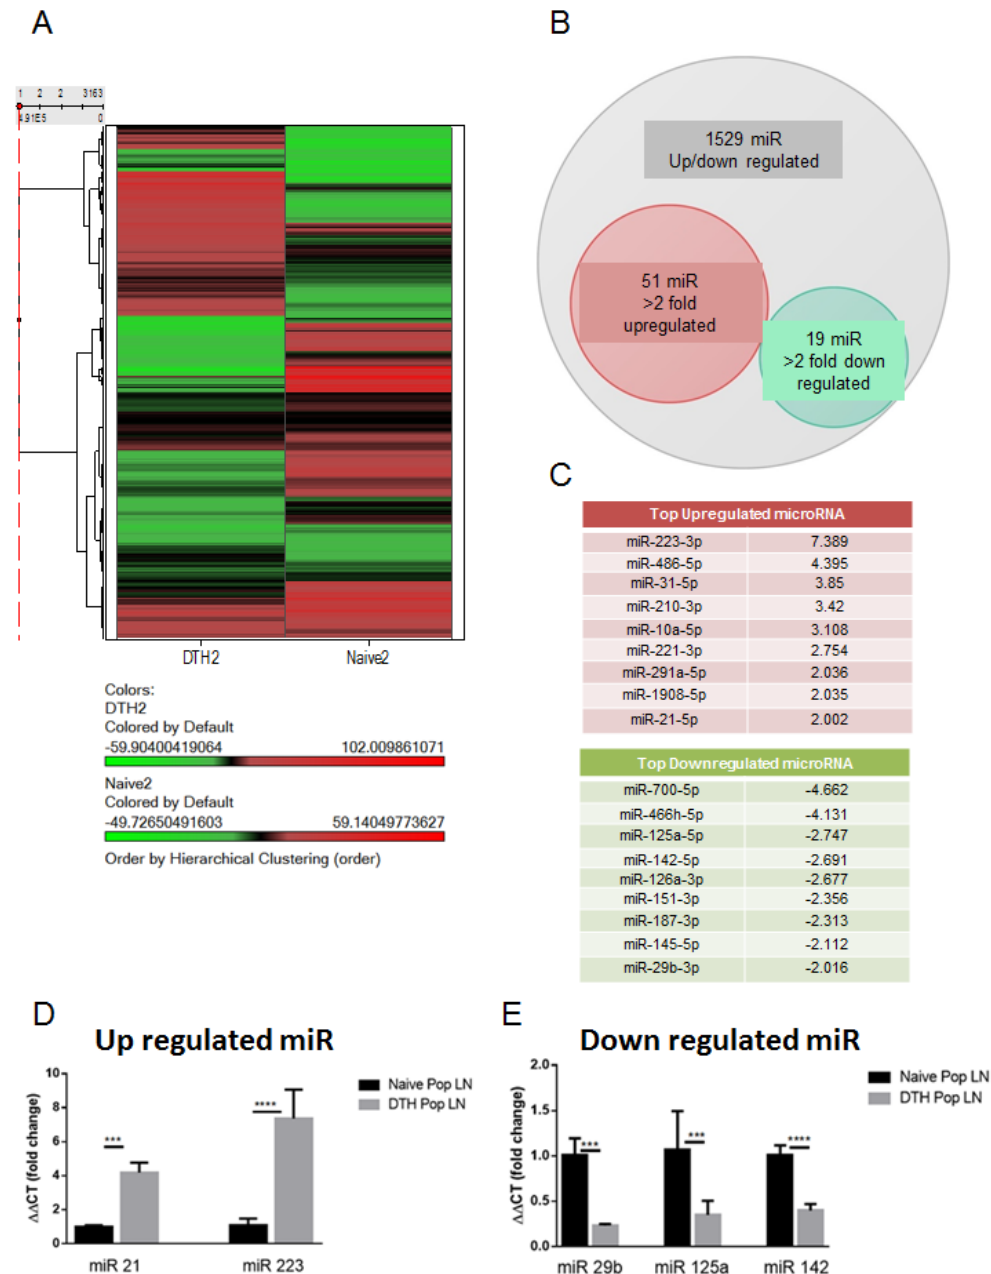 A
1 2 2 3163
4.91E5 0
DTH2 Naive2
Colors:
DTH2
Colored by Default
-59.90400419064 102.009861071
Naive2
Colored by Default
-49.72650491603 59.14049773627
Order by Hierarchical Clustering (order)
B
1529 miR
Up/down regulated
51 miR
>2 fold
upregulated
19 miR
>2 fold down
regulated
C
Top Upregulated microRNA
miR-223-3p 7.389
miR-486-5p 4.395
miR-31-5p 3.85
miR-210-3p 3.42
miR-10a-5p 3.108
miR-221-3p 2.754
miR-291a-5p 2.036
miR-1908-5p 2.035
miR-21-5p 2.002
Top Downregulated microRNA
miR-700-5p -4.662
miR-466h-5p -4.131
miR-125a-5p -2.747
miR-142-5p -2.691
miR-126a-3p -2.677
miR-151-3p -2.356
miR-187-3p -2.313
miR-145-5p -2.112
miR-29b-3p -2.016
D
Up regulated miR
ΔΔCT (fold change)
10
8
6
4
2
0
***
****
Naive Pop LN
DTH Pop LN
miR 21 miR 223
E
Down regulated miR
ΔΔCT (fold change)
2.0
1.5
1.0
0.5
0.0
***
***
****
Naive Pop LN
DTH Pop LN
miR 29b miR 125a miR 142